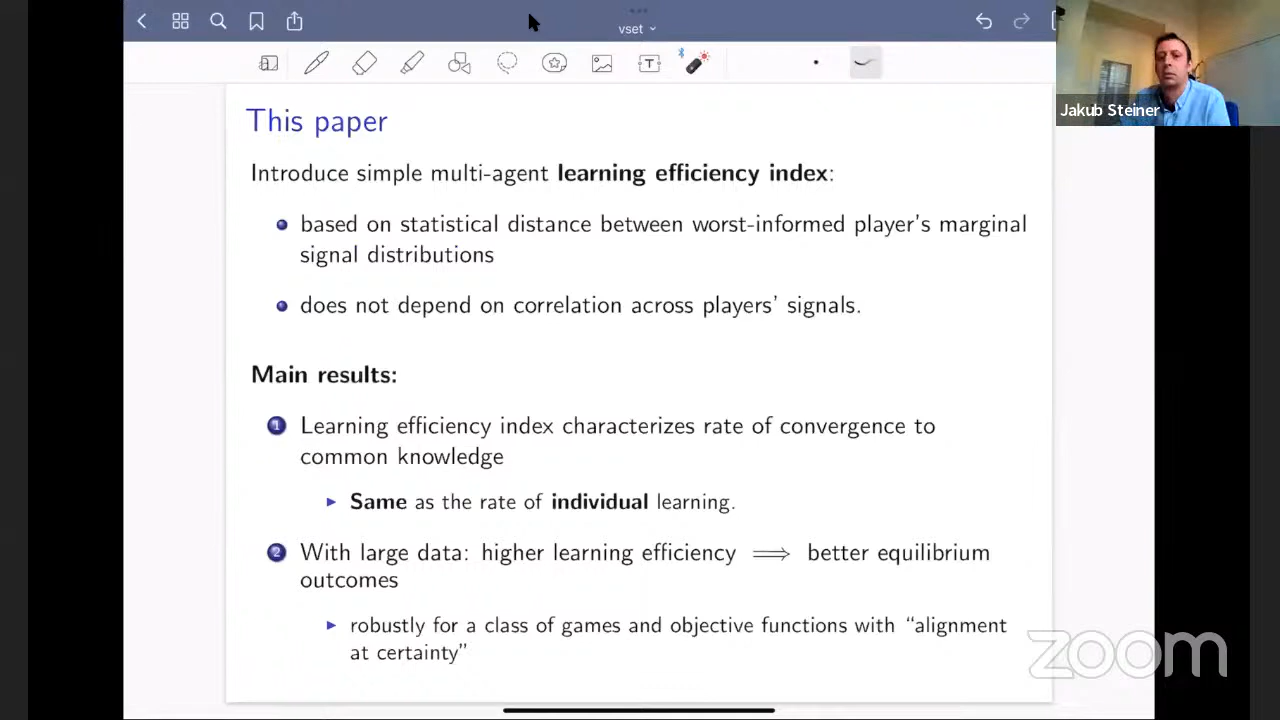 vset
Jakub Steiner
This paper
Introduce simple multi-agent learning efficiency index:
based on statistical distance between worst-informed player's marginal
signal distributions
does not depend on correlation across players' signals.
Main results:
1 Learning efficiency index characterizes rate of convergence to
common knowledge
Same as the rate of individual learning.
2 With large data: higher learning efficiency ⟹ better equilibrium
outcomes
robustly for a class of games and objective functions with “alignment
at certainty”
zoom